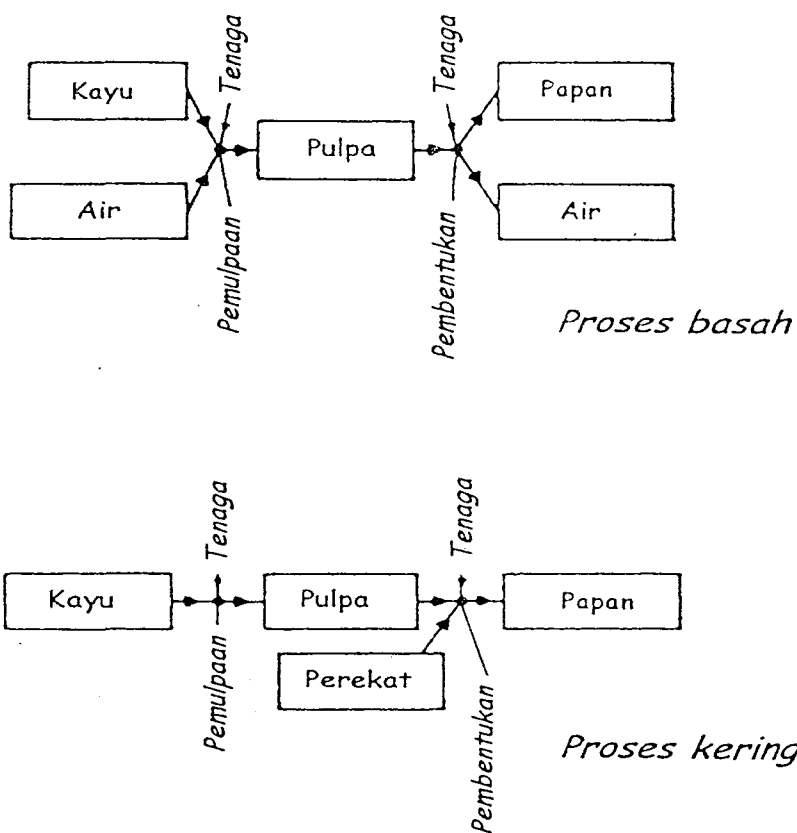 Kayu
Tenaga
Tenaga
Papan
Pulpa
Air
Air
Pemulpaan
Pembentukan
Proses basah
Tenaga
Tenaga
Kayu
Pulpa
Papan
Perekat
Pemulpaan
Pembentukan
Proses kering